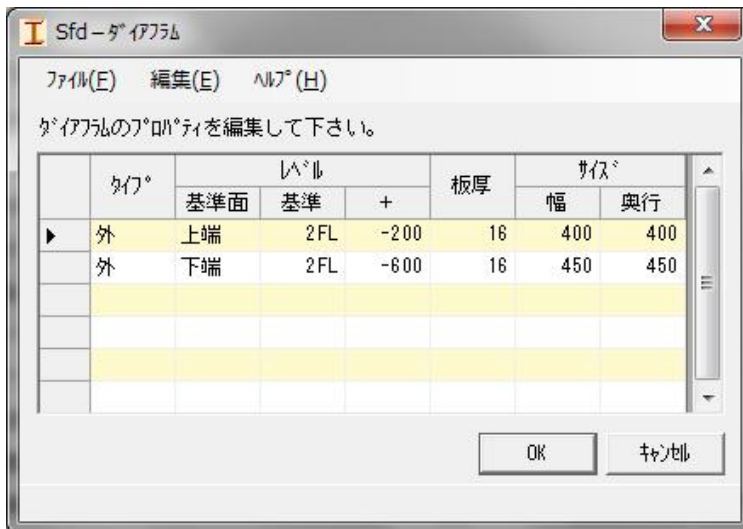 Sfd－ﾀﾞｲｱﾌﾗﾑ
ﾌｧｲﾙ(F) 編集(E) ﾍﾙﾌﾟ(H)
ﾀﾞｲｱﾌﾗﾑのﾌﾟﾛﾊﾟﾃｨを編集して下さい。
ﾀｲﾌﾟ ﾚﾍﾞﾙ 板厚 ｻｲｽﾞ
基準面 基準 + 幅 奥行
外 上端 2FL -200 16 400 400
外 下端 2FL -600 16 450 450
OK ｷｬﾝｾﾙ